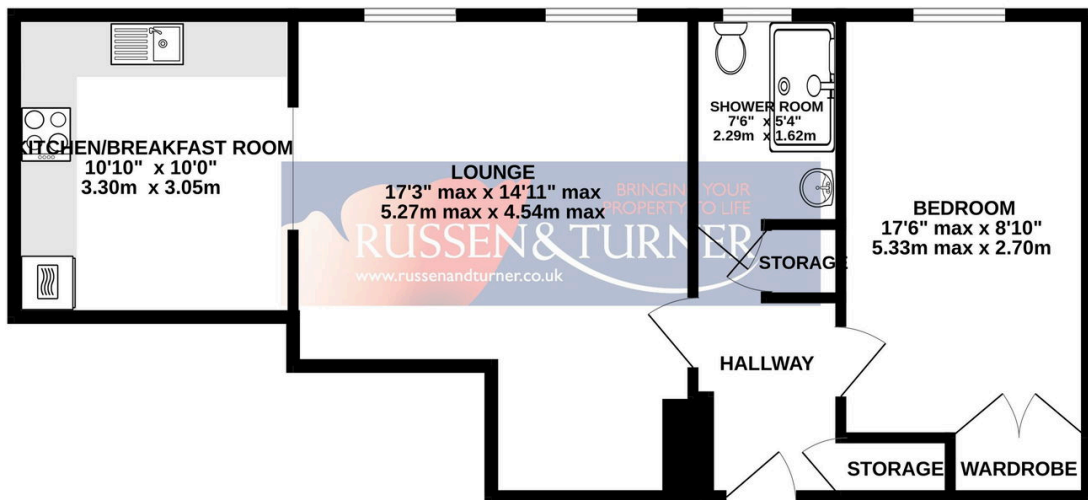 KITCHEN/BREAKFAST ROOM
10'10" x 10'0"
3.30m x 3.05m
LOUNGE
17'3" max x 14'11" max
5.27m max x 4.54m max
SHOWER ROOM
7'6" x 5'4"
2.29m x 1.62m
BEDROOM
17'6" max x 8'10"
5.33m max x 2.70m
BRINGING YOUR
PROPERTY TO LIFE
RUSSEN & TURNER
www.russenandturner.co.uk
STORAGE
HALLWAY
STORAGE
WARDROBE